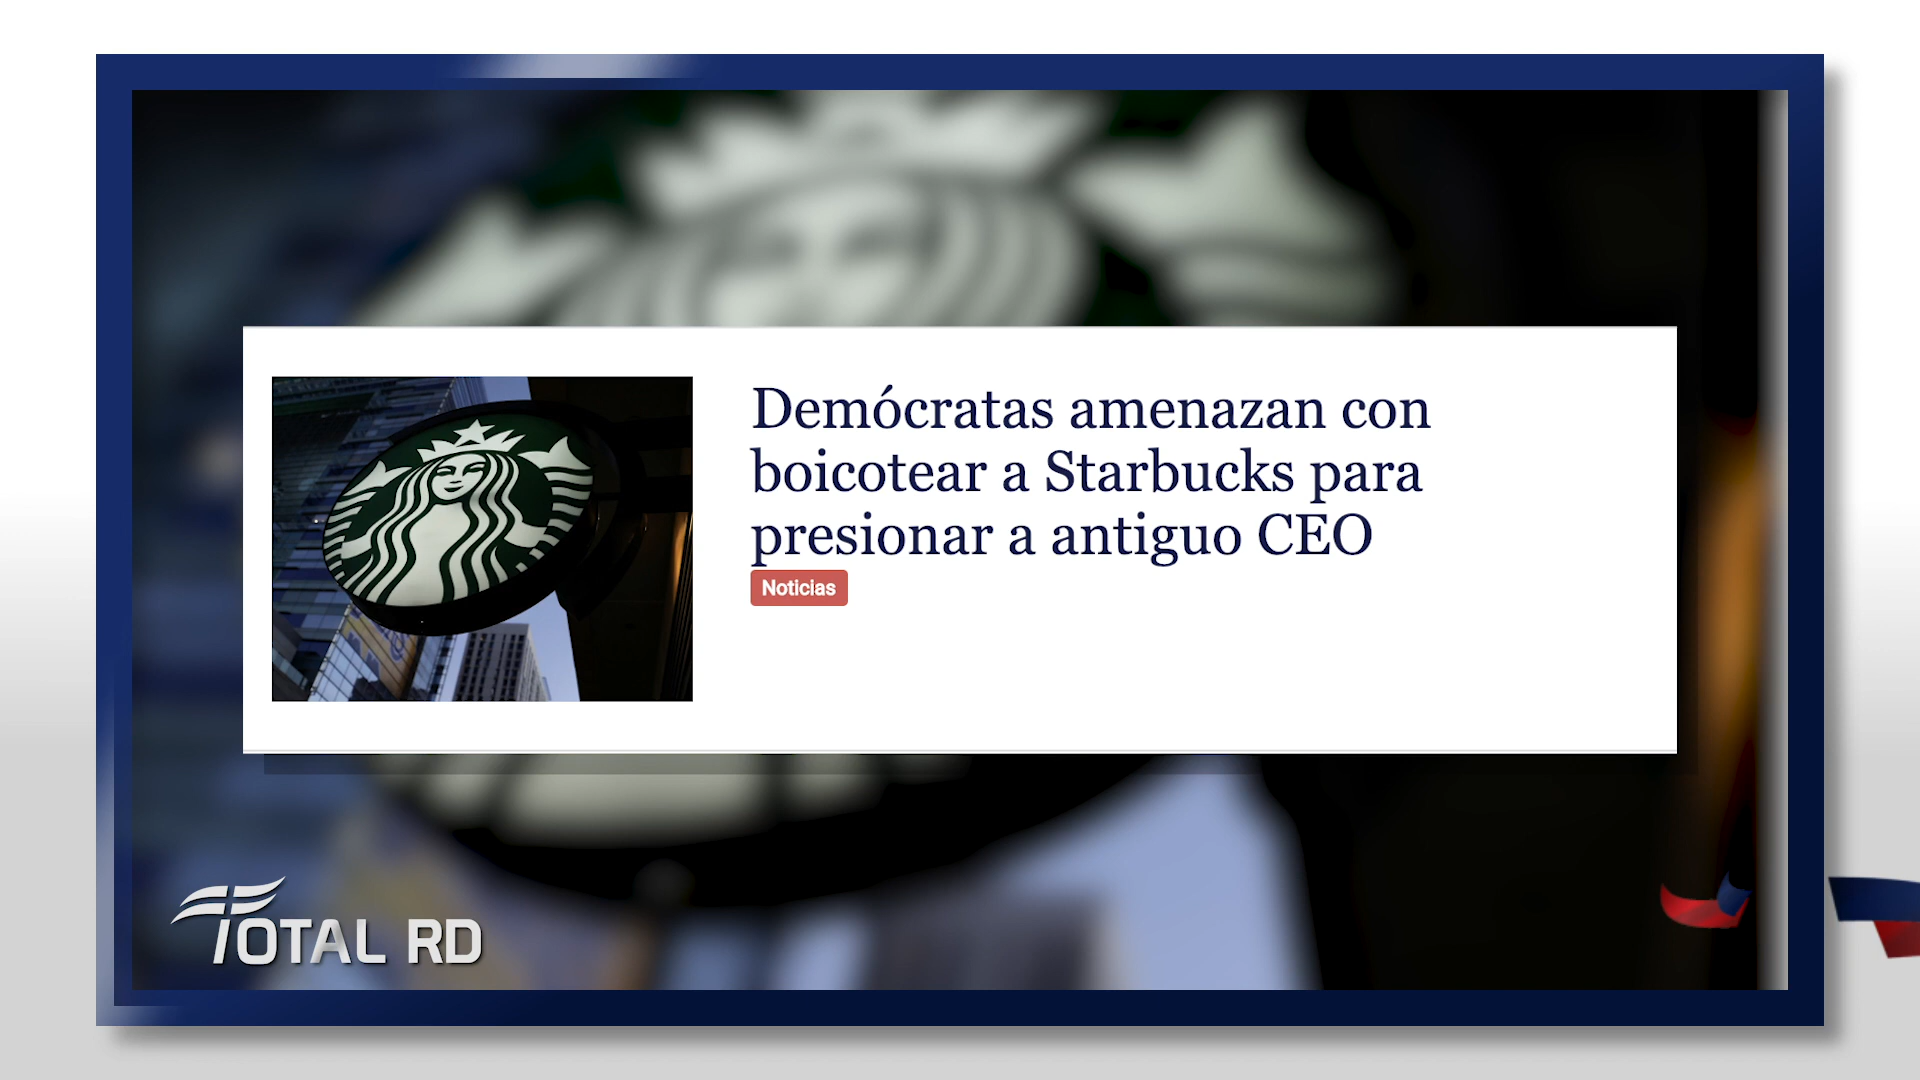 Demócratas amenazan con
boicotear a Starbucks para
presionar a antiguo CEO
Noticias
TOTAL RD